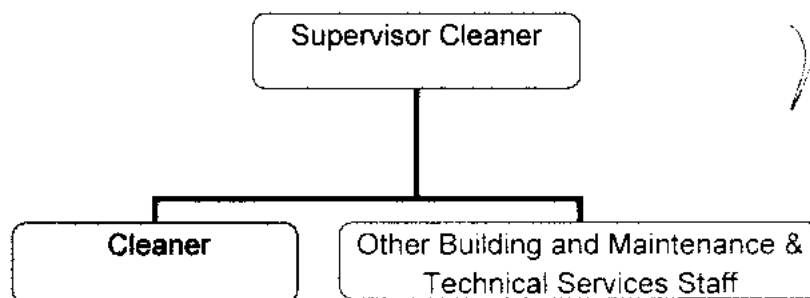 Supervisor Cleaner
Cleaner
Other Building and Maintenance &
Technical Services Staff